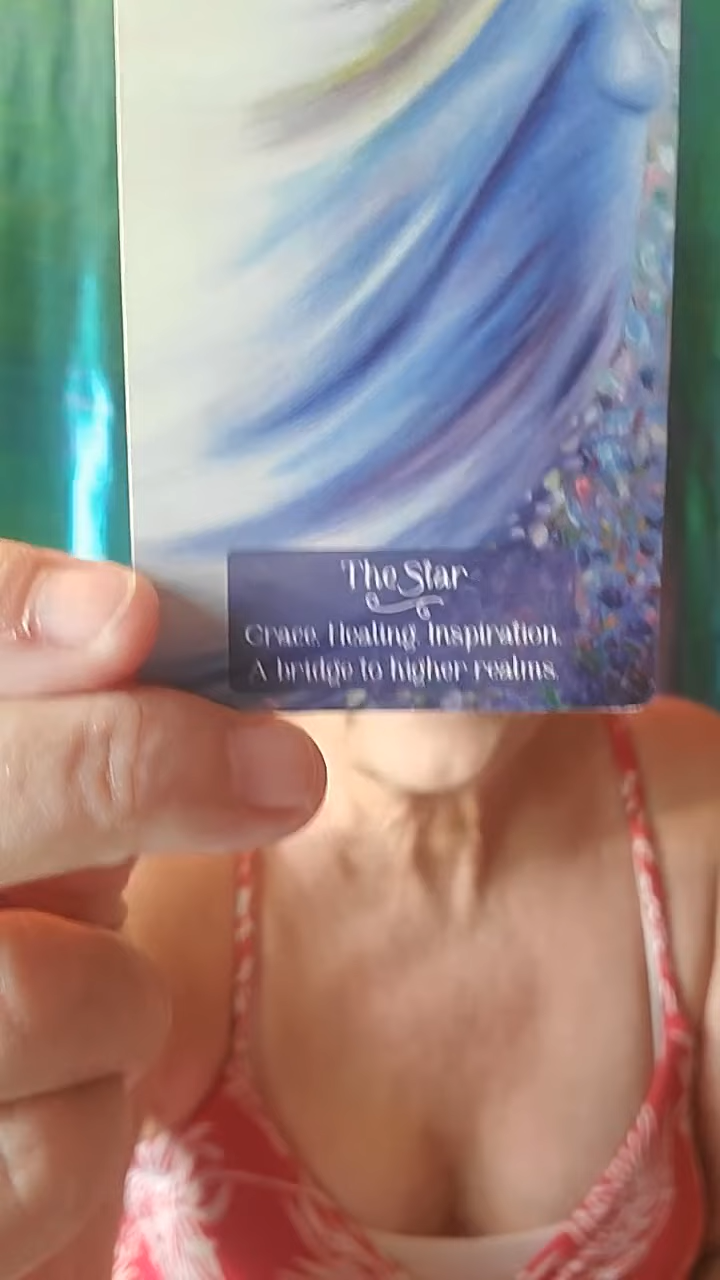 The Star
Grace. Healing. Inspiration.
A bridge to higher realms.